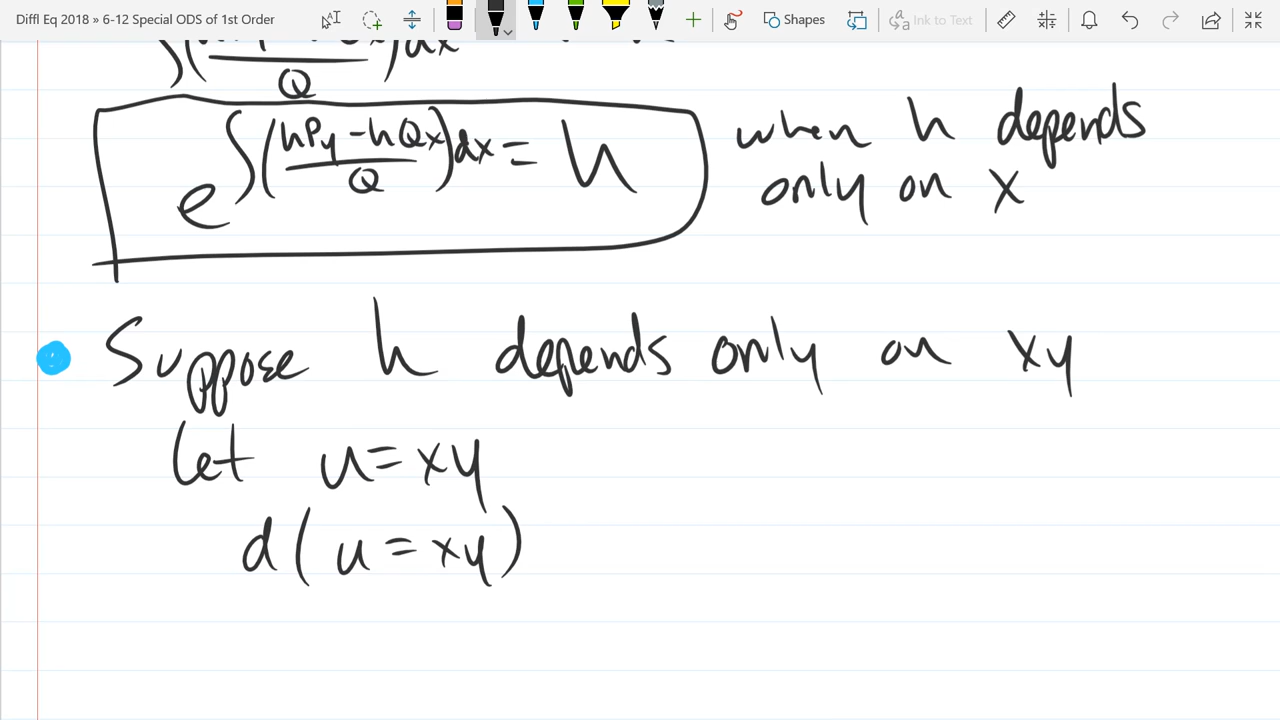 Diffl Eq 2018 » 6-12 Special ODS of 1st Order
Shapes
Ink to Text
∫( / Q )dx
e^{∫((hPy - hQx)/Q)dx} = h
when h depends
only on x
Suppose h depends only on xy
let u = xy
d(u = xy)